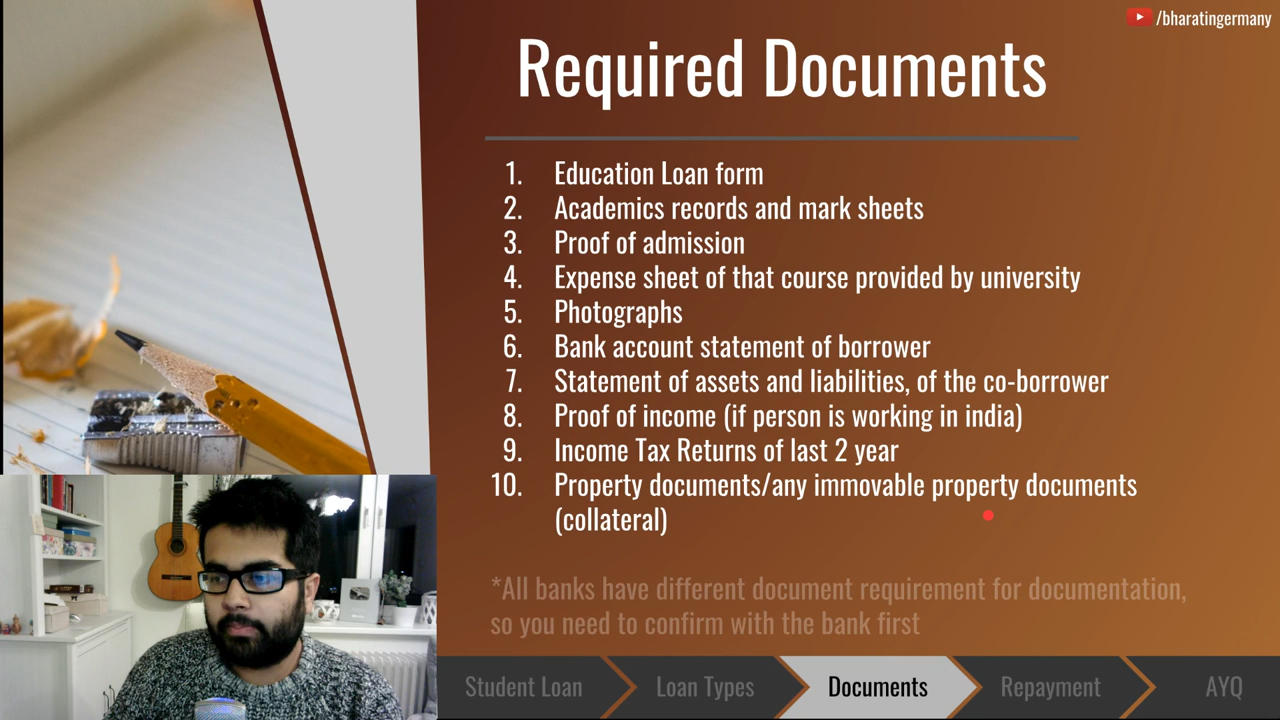 /bharatingermany
Required Documents
1. Education Loan form
2. Academics records and mark sheets
3. Proof of admission
4. Expense sheet of that course provided by university
5. Photographs
6. Bank account statement of borrower
7. Statement of assets and liabilities, of the co-borrower
8. Proof of income (if person is working in india)
9. Income Tax Returns of last 2 year
10. Property documents/any immovable property documents
(collateral)
*All banks have different document requirement for documentation,
so you need to confirm with the bank first
Student Loan Loan Types Documents Repayment AYQ